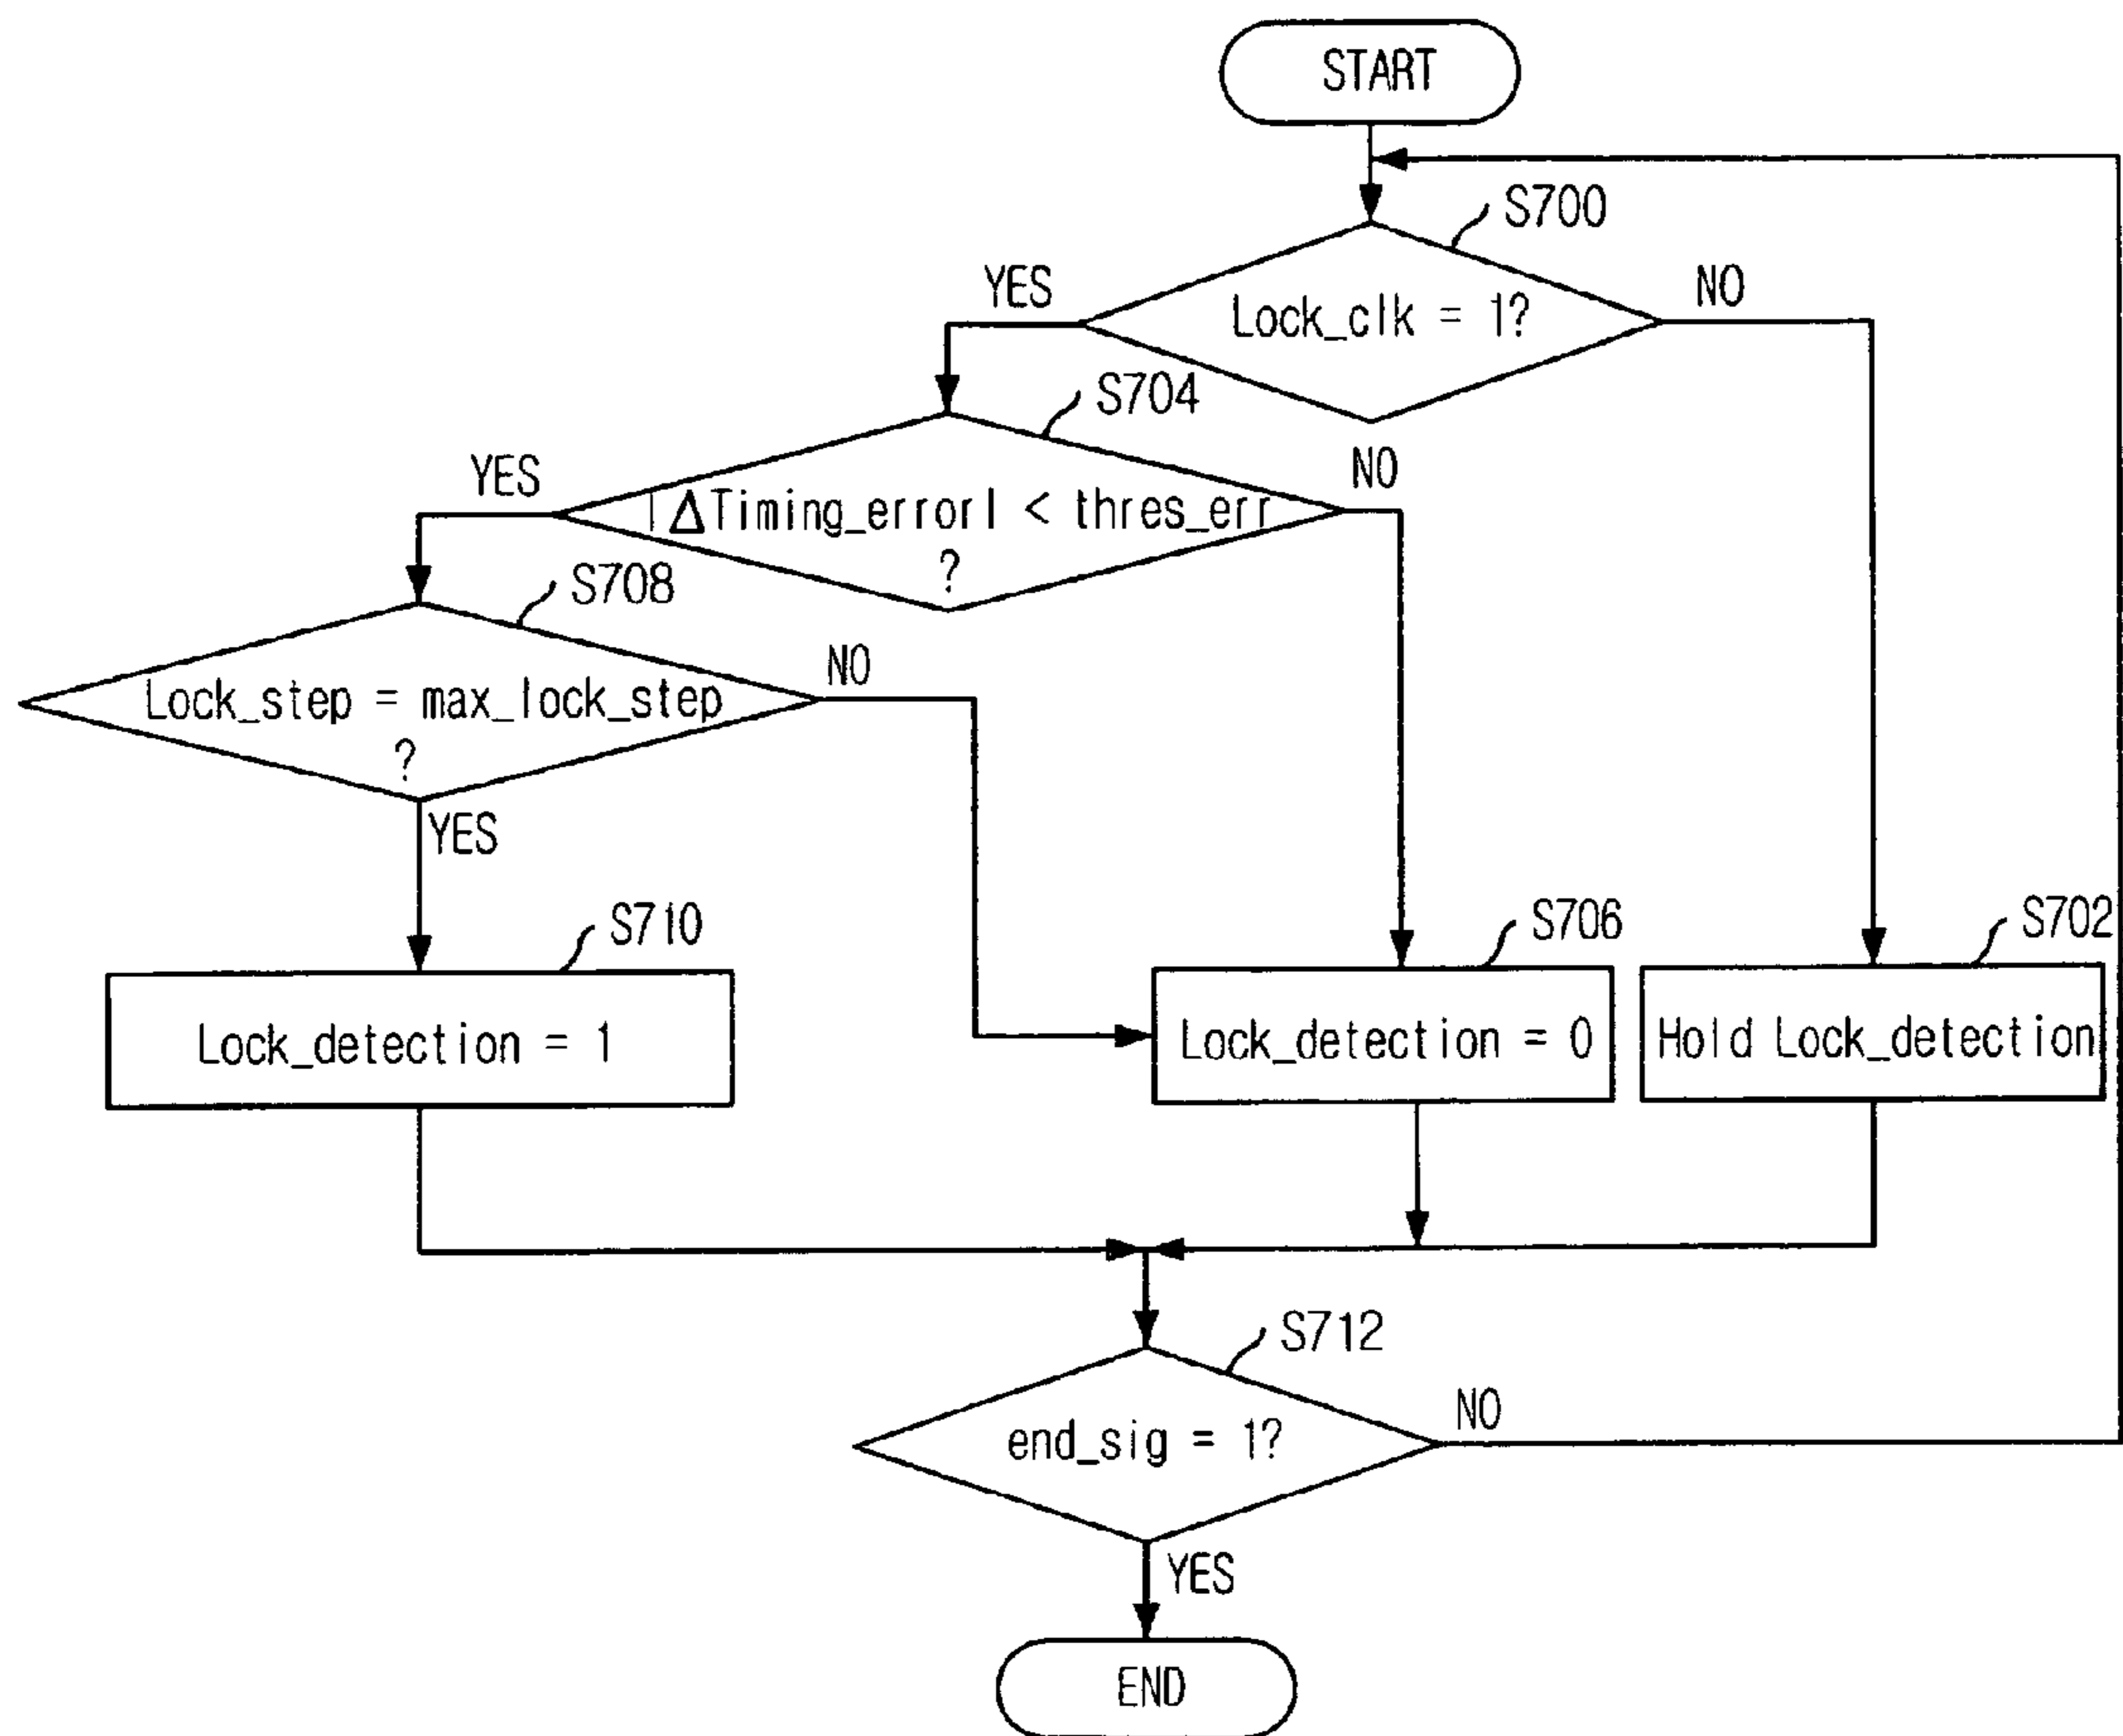 START
S700
YES
NO
Lock_clk = 1?
S704
YES
NO
|ΔTiming_error| < thres_err
?
S708
NO
Lock_step = max_lock_step
?
YES
S710
S706
S702
Lock_detection = 1
Lock_detection = 0
Hold Lock_detection
S712
NO
end_sig = 1?
YES
END